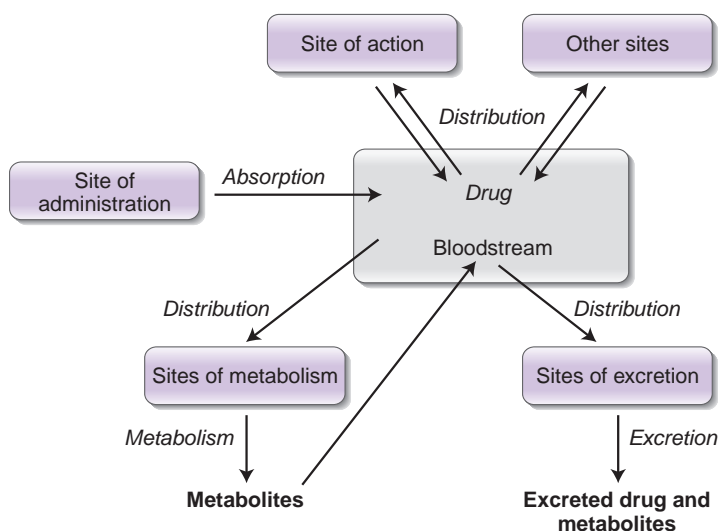 Site of action
Other sites
Distribution
Site of
administration
Absorption
Drug
Bloodstream
Distribution
Distribution
Sites of metabolism
Sites of excretion
Metabolism
Excretion
Metabolites
Excreted drug and
metabolites